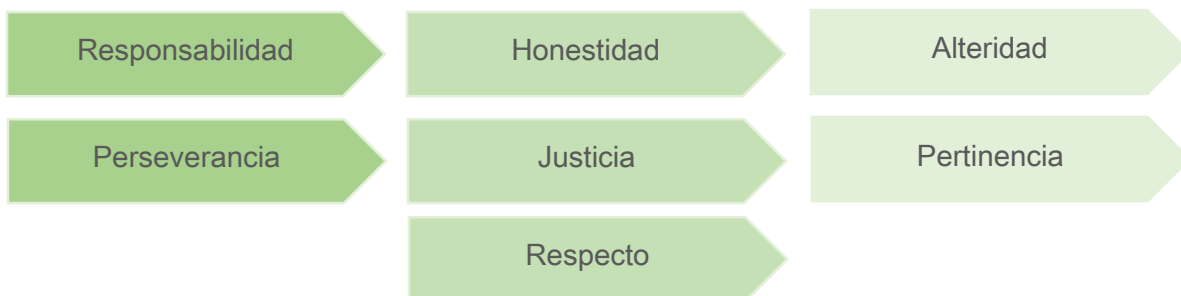 Responsabilidad
Honestidad
Alteridad
Perseverancia
Justicia
Pertinencia
Respecto